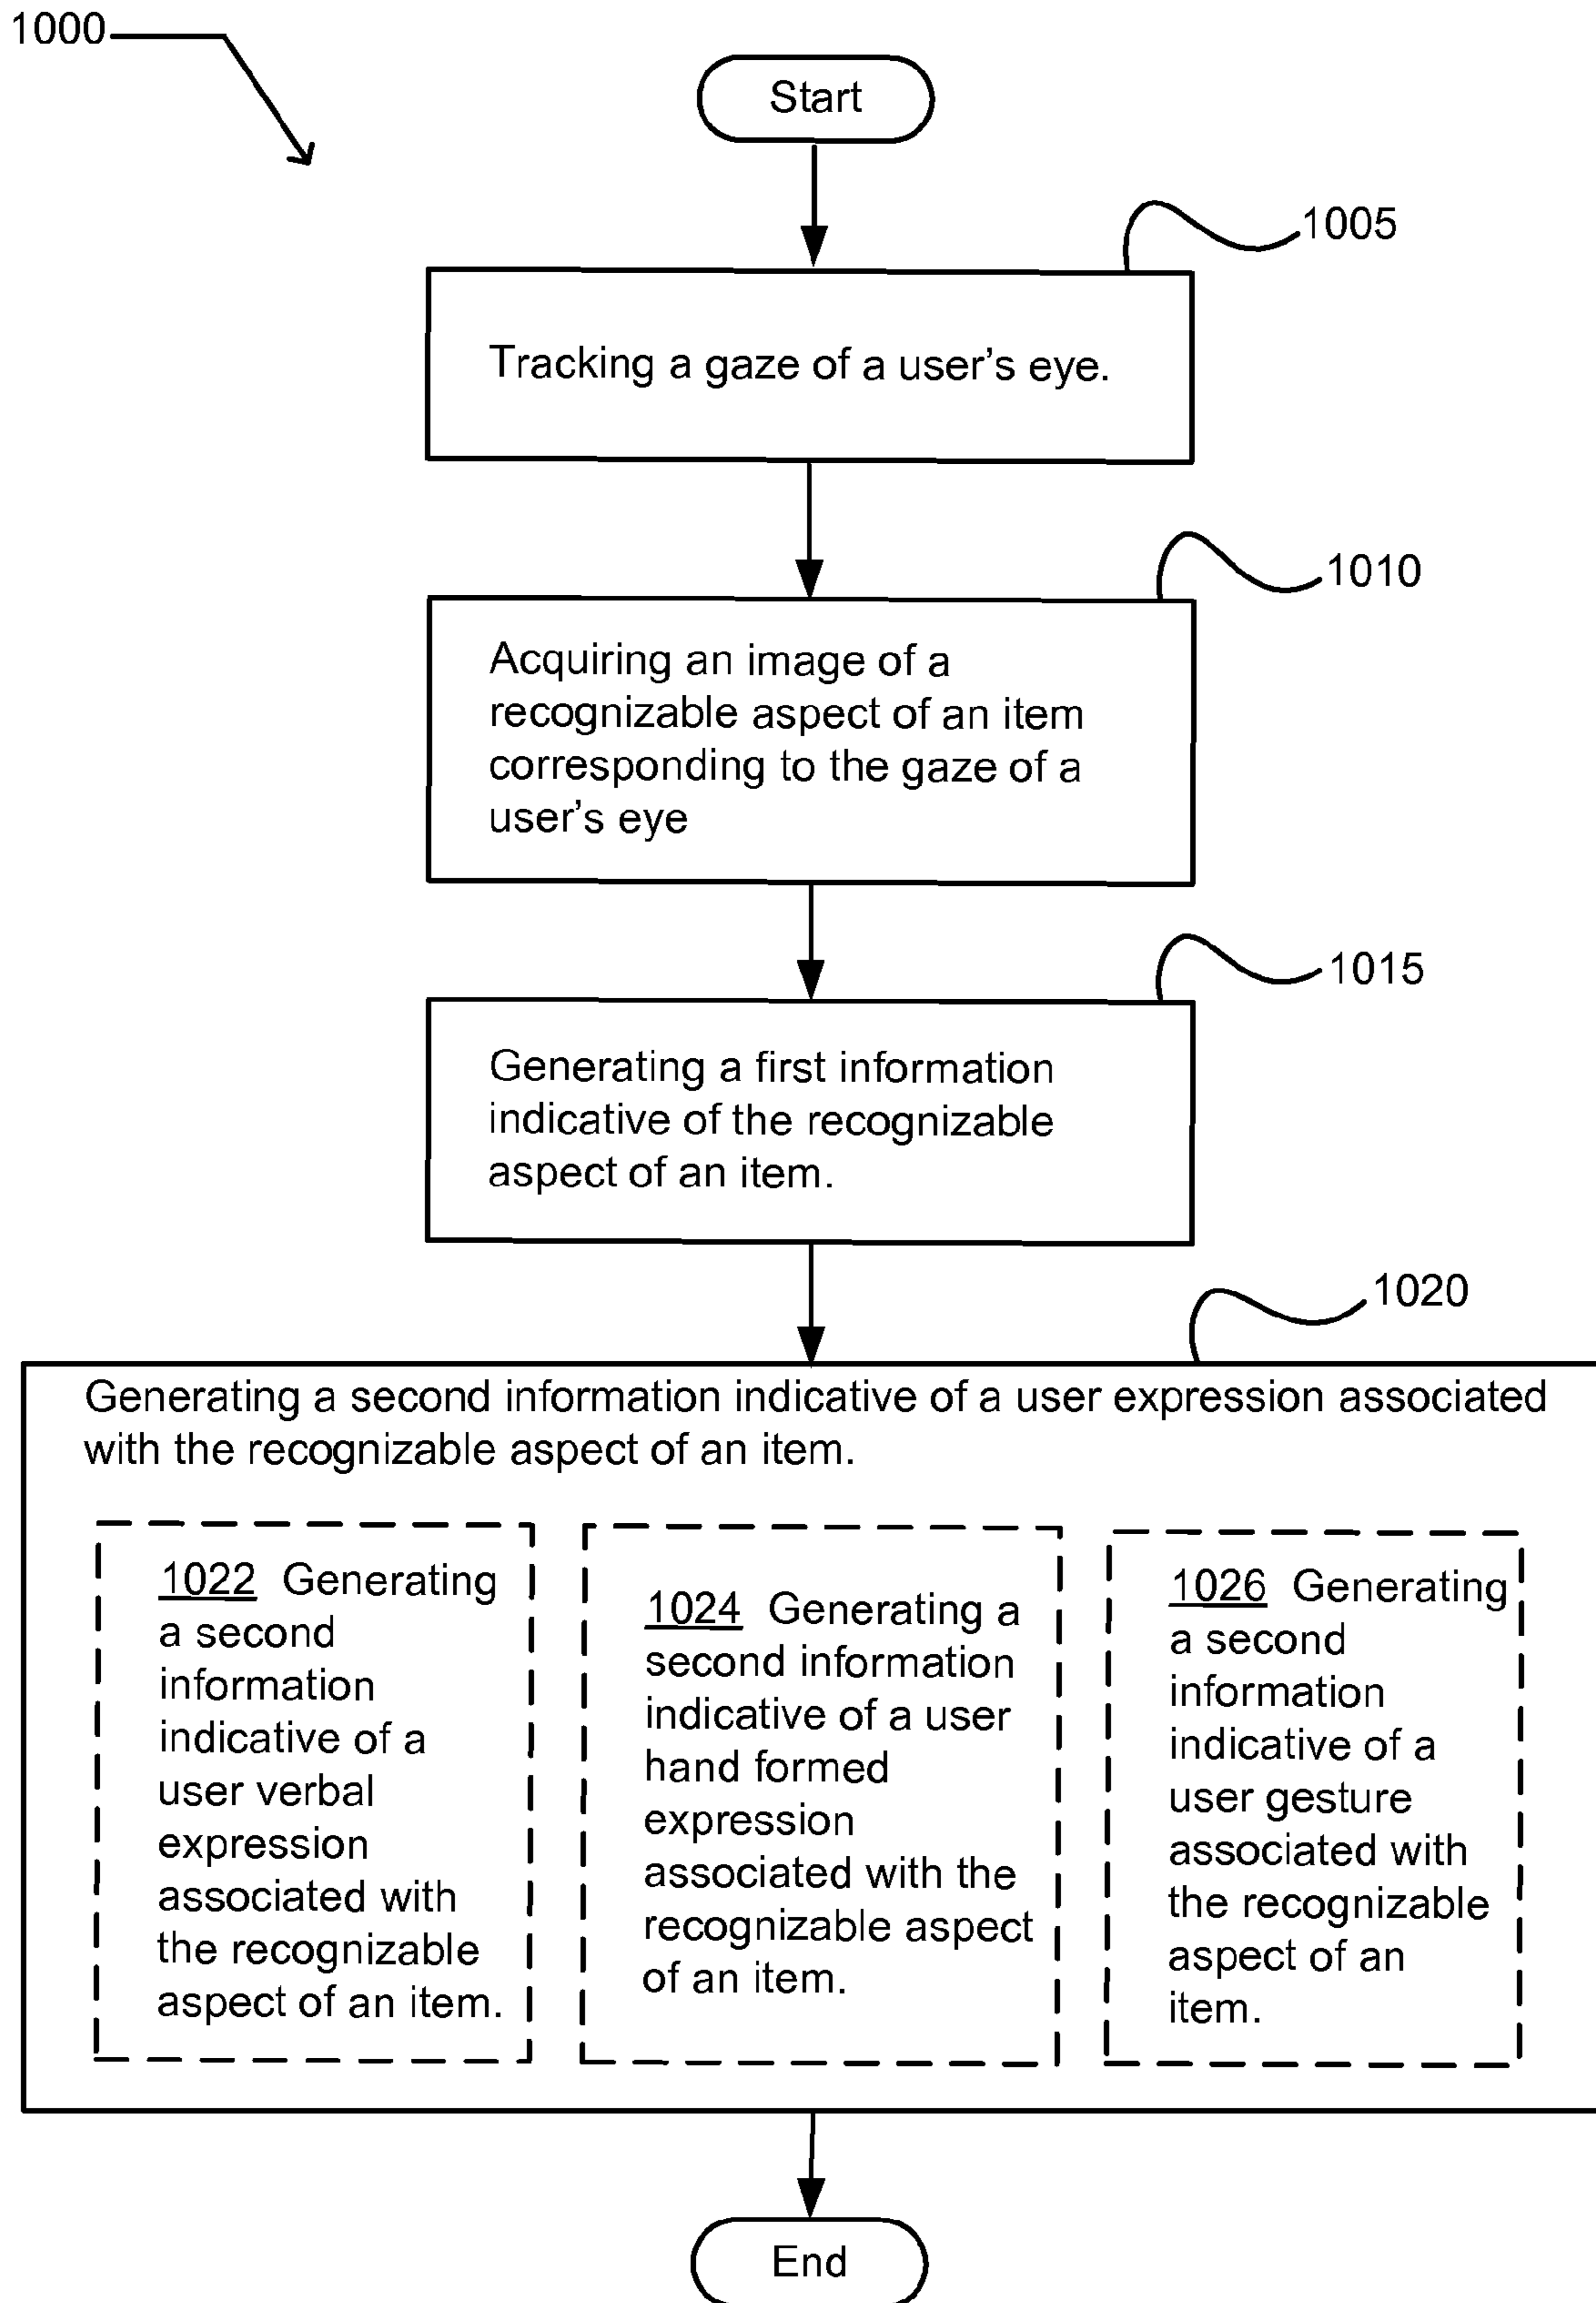 1000
Start
1005
Tracking a gaze of a user's eye.
1010
Acquiring an image of a
recognizable aspect of an item
corresponding to the gaze of a
user's eye
1015
Generating a first information
indicative of the recognizable
aspect of an item.
1020
Generating a second information indicative of a user expression associated
with the recognizable aspect of an item.
1022 Generating
a second
information
indicative of a
user verbal
expression
associated with
the recognizable
aspect of an item.
1024 Generating a
second information
indicative of a user
hand formed
expression
associated with the
recognizable aspect
of an item.
1026 Generating
a second
information
indicative of a
user gesture
associated with
the recognizable
aspect of an
item.
End